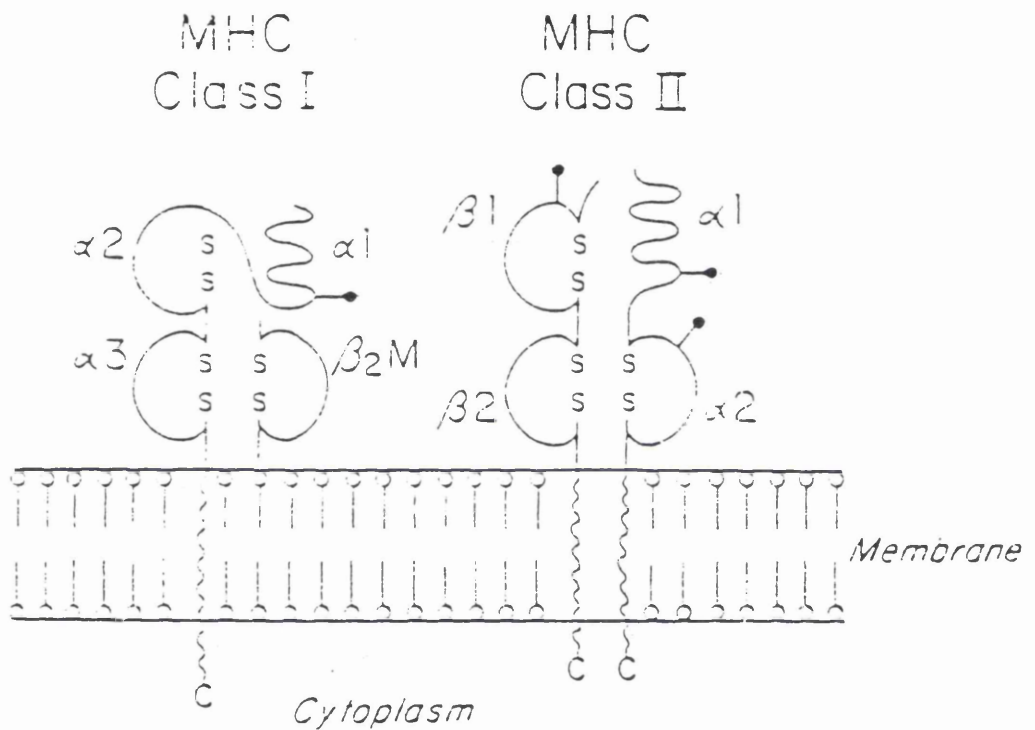 MHC
Class I
MHC
Class II
α2
S
S
α1
α3
S
S
S
S
β₂M
β1
S
S
α1
β2
S
S
S
S
α2
Membrane
C
C
C
Cytoplasm